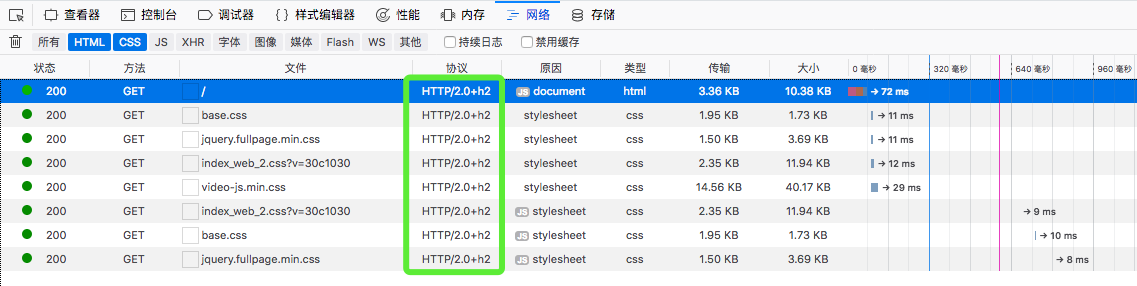 查看器 控制台 调试器 样式编辑器 性能 内存 网络 存储
所有 HTML CSS JS XHR 字体 图像 媒体 Flash WS 其他 持续日志 禁用缓存
状态 方法 文件 协议 原因 类型 传输 大小 0 毫秒 320 毫秒 640 毫秒 960 毫秒
200 GET / HTTP/2.0+h2 JS document html 3.36 KB 10.38 KB → 72 ms
200 GET base.css HTTP/2.0+h2 stylesheet css 1.95 KB 1.73 KB → 11 ms
200 GET jquery.fullpage.min.css HTTP/2.0+h2 stylesheet css 1.50 KB 3.69 KB → 11 ms
200 GET index_web_2.css?v=30c1030 HTTP/2.0+h2 stylesheet css 2.35 KB 11.94 KB → 12 ms
200 GET video-js.min.css HTTP/2.0+h2 stylesheet css 14.56 KB 40.17 KB → 29 ms
200 GET index_web_2.css?v=30c1030 HTTP/2.0+h2 JS stylesheet css 2.35 KB 11.94 KB → 9 ms
200 GET base.css HTTP/2.0+h2 JS stylesheet css 1.95 KB 1.73 KB → 10 ms
200 GET jquery.fullpage.min.css HTTP/2.0+h2 JS stylesheet css 1.50 KB 3.69 KB → 8 ms